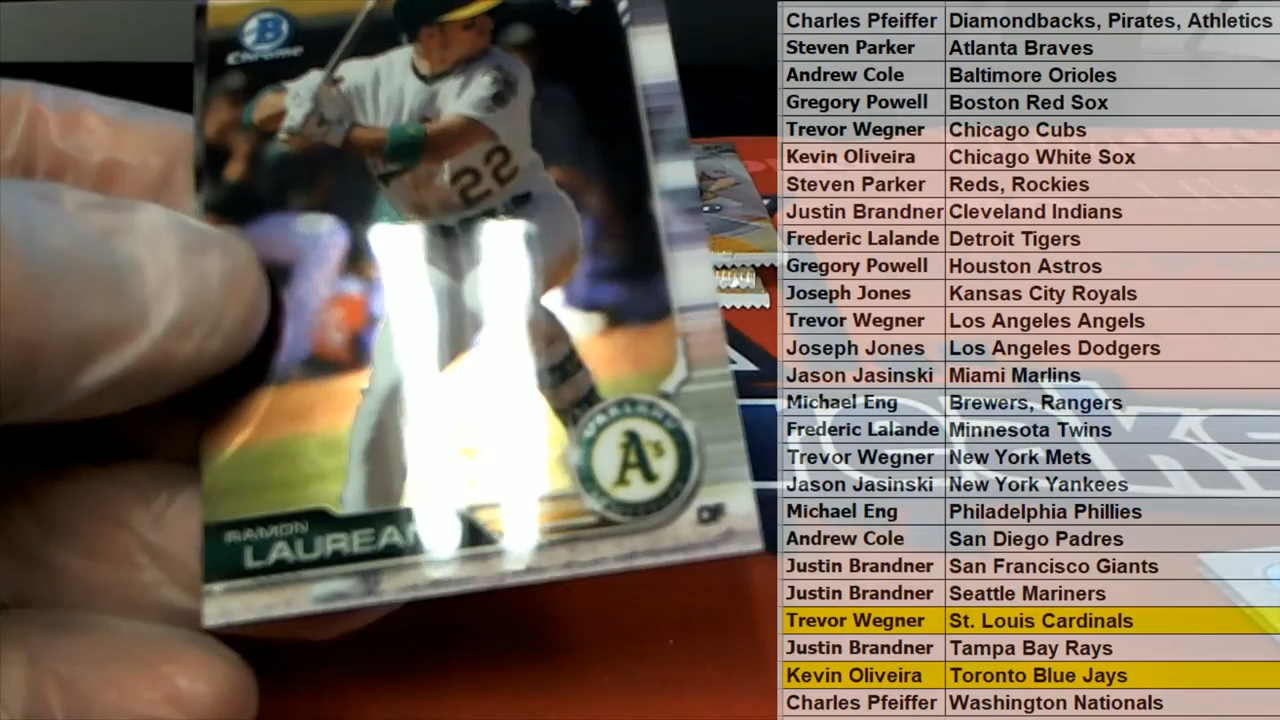 B
Chrome
22
A's
RAMON
OF
Charles Pfeiffer Diamondbacks, Pirates, Athletics
Steven Parker Atlanta Braves
Andrew Cole Baltimore Orioles
Gregory Powell Boston Red Sox
Trevor Wegner Chicago Cubs
Kevin Oliveira Chicago White Sox
Steven Parker Reds, Rockies
Justin Brandner Cleveland Indians
Frederic Lalande Detroit Tigers
Gregory Powell Houston Astros
Joseph Jones Kansas City Royals
Trevor Wegner Los Angeles Angels
Joseph Jones Los Angeles Dodgers
Jason Jasinski Miami Marlins
Michael Eng Brewers, Rangers
Frederic Lalande Minnesota Twins
Trevor Wegner New York Mets
Jason Jasinski New York Yankees
Michael Eng Philadelphia Phillies
Andrew Cole San Diego Padres
Justin Brandner San Francisco Giants
Justin Brandner Seattle Mariners
Trevor Wegner St. Louis Cardinals
Justin Brandner Tampa Bay Rays
Kevin Oliveira Toronto Blue Jays
Charles Pfeiffer Washington Nationals